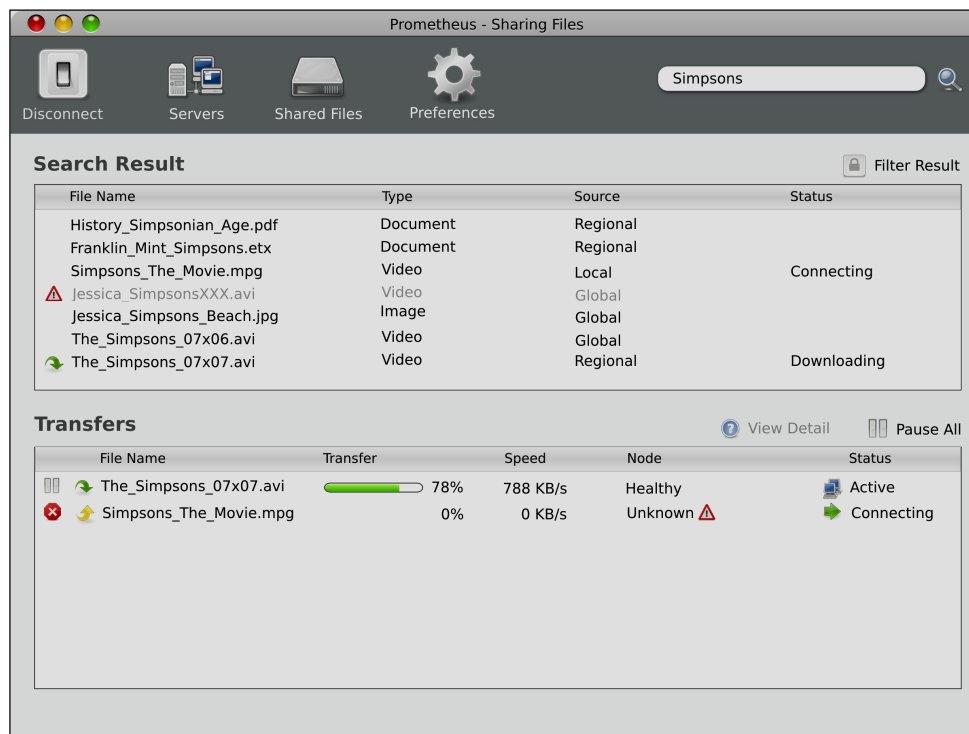 Prometheus - Sharing Files
Disconnect Servers Shared Files Preferences Simpsons
Search Result Filter Result
File Name Type Source Status
History_Simpsonian_Age.pdf Document Regional
Franklin_Mint_Simpsons.etx Document Regional
Simpsons_The_Movie.mpg Video Local Connecting
Jessica_SimpsonsXXX.avi Video Global
Jessica_Simpsons_Beach.jpg Image Global
The_Simpsons_07x06.avi Video Global
The_Simpsons_07x07.avi Video Regional Downloading
Transfers View Detail Pause All
File Name Transfer Speed Node Status
The_Simpsons_07x07.avi 78% 788 KB/s Healthy Active
Simpsons_The_Movie.mpg 0% 0 KB/s Unknown Connecting